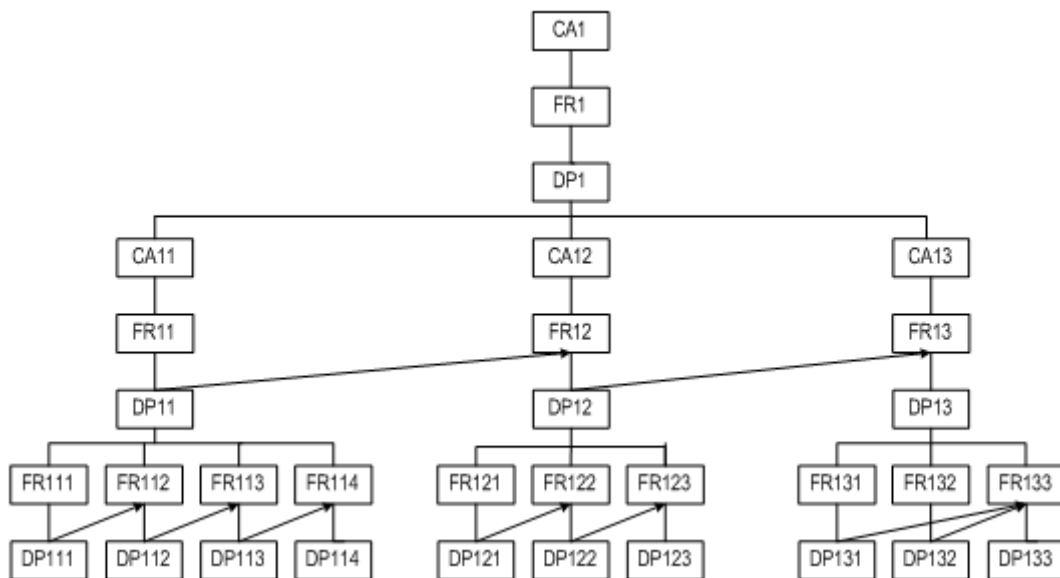 CA1
FR1
DP1
CA11 CA12 CA13
FR11 FR12 FR13
DP11 DP12 DP13
FR111 FR112 FR113 FR114 FR121 FR122 FR123 FR131 FR132 FR133
DP111 DP112 DP113 DP114 DP121 DP122 DP123 DP131 DP132 DP133